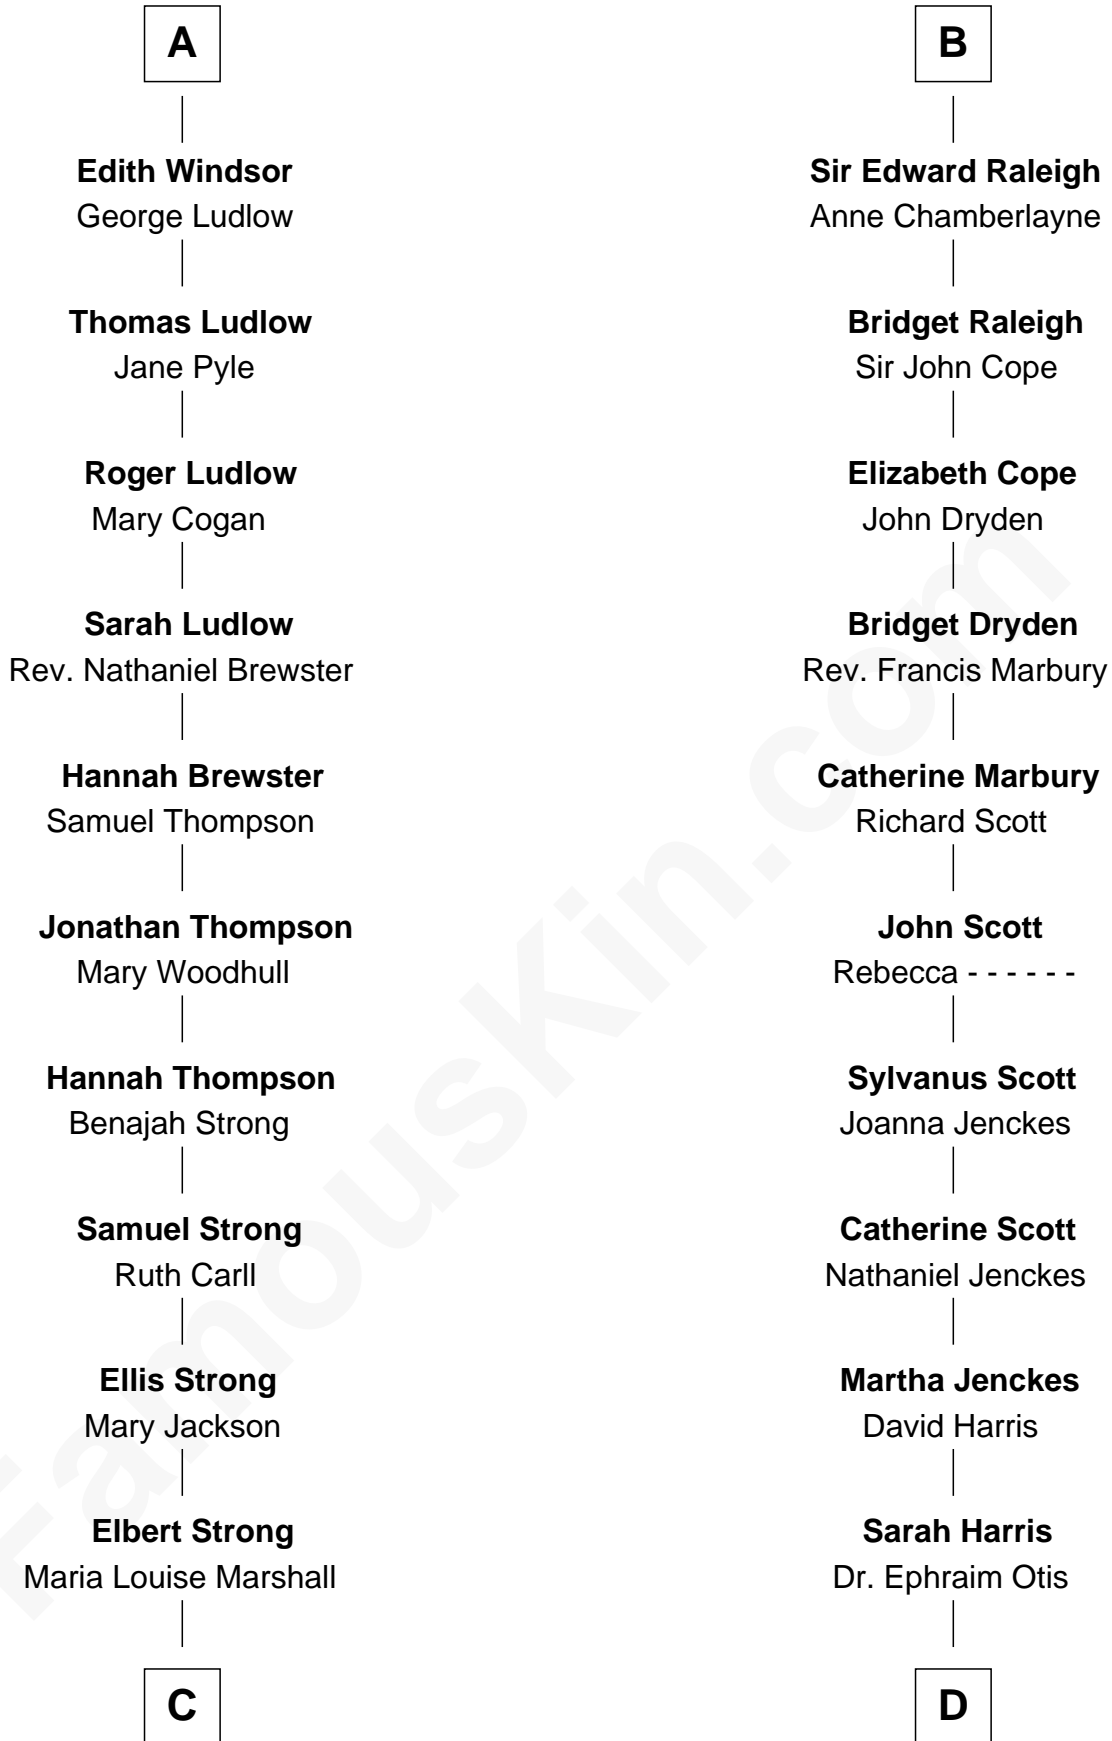 A
Edith Windsor
George Ludlow
Thomas Ludlow
Jane Pyle
Roger Ludlow
Mary Cogan
Sarah Ludlow
Rev. Nathaniel Brewster
Hannah Brewster
Samuel Thompson
Jonathan Thompson
Mary Woodhull
Hannah Thompson
Benajah Strong
Samuel Strong
Ruth Carll
Ellis Strong
Mary Jackson
Elbert Strong
Maria Louise Marshall
C
B
Sir Edward Raleigh
Anne Chamberlayne
Bridget Raleigh
Sir John Cope
Elizabeth Cope
John Dryden
Bridget Dryden
Rev. Francis Marbury
Catherine Marbury
Richard Scott
John Scott
Rebecca - - - - - -
Sylvanus Scott
Joanna Jenckes
Catherine Scott
Nathaniel Jenckes
Martha Jenckes
David Harris
Sarah Harris
Dr. Ephraim Otis
D
FamousKin.com